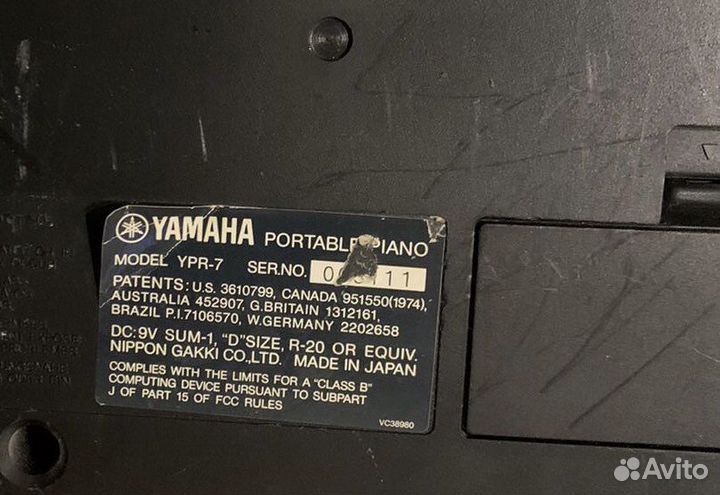 YAMAHA PORTABLE PIANO
MODEL YPR-7 SER.NO. 11
PATENTS: U.S. 3610799, CANADA 951550(1974),
AUSTRALIA 452907, G.BRITAIN 1312161,
BRAZIL P.I.7106570, W.GERMANY 2202658
DC:9V SUM-1, "D"SIZE, R-20 OR EQUIV.
NIPPON GAKKI CO.,LTD. MADE IN JAPAN
COMPLIES WITH THE LIMITS FOR A "CLASS B"
COMPUTING DEVICE PURSUANT TO SUBPART
J OF PART 15 OF FCC RULES
VC38980
Avito